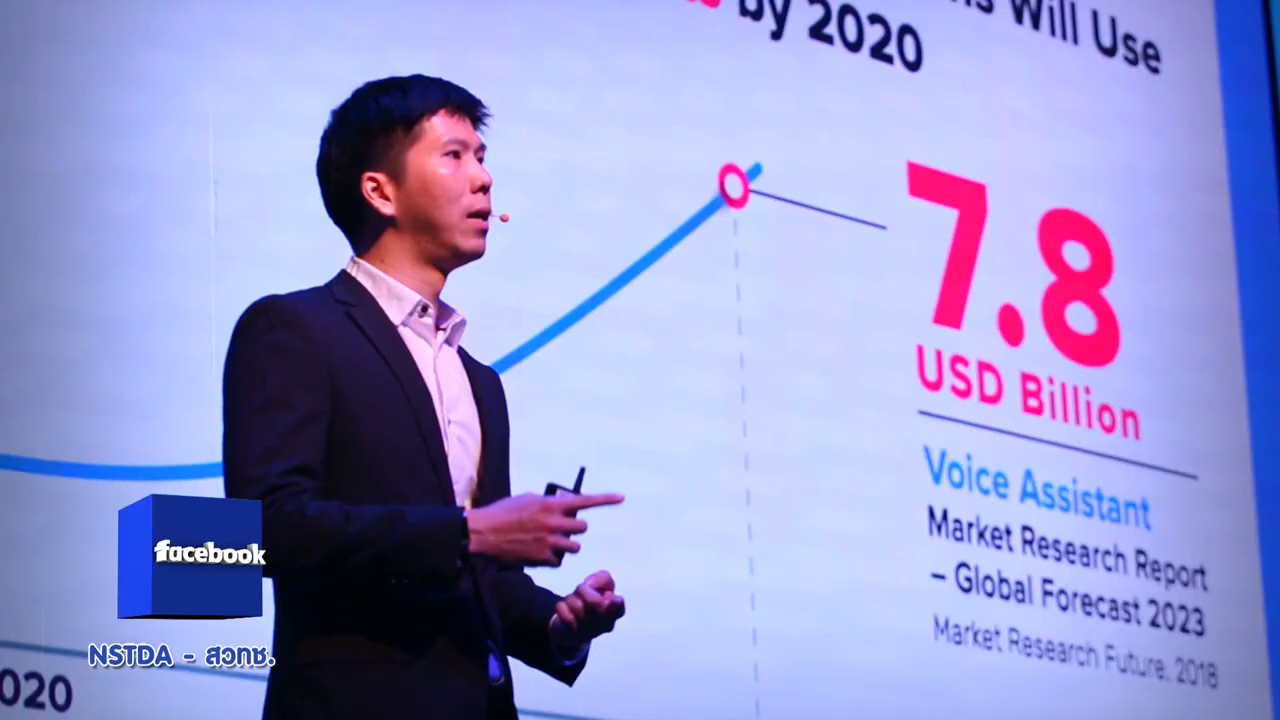 Will Use
by 2020
7.8
USD Billion
Voice Assistant
Market Research Report
– Global Forecast 2023
Market Research Future, 2018
facebook
NSTDA - สวทช.
020